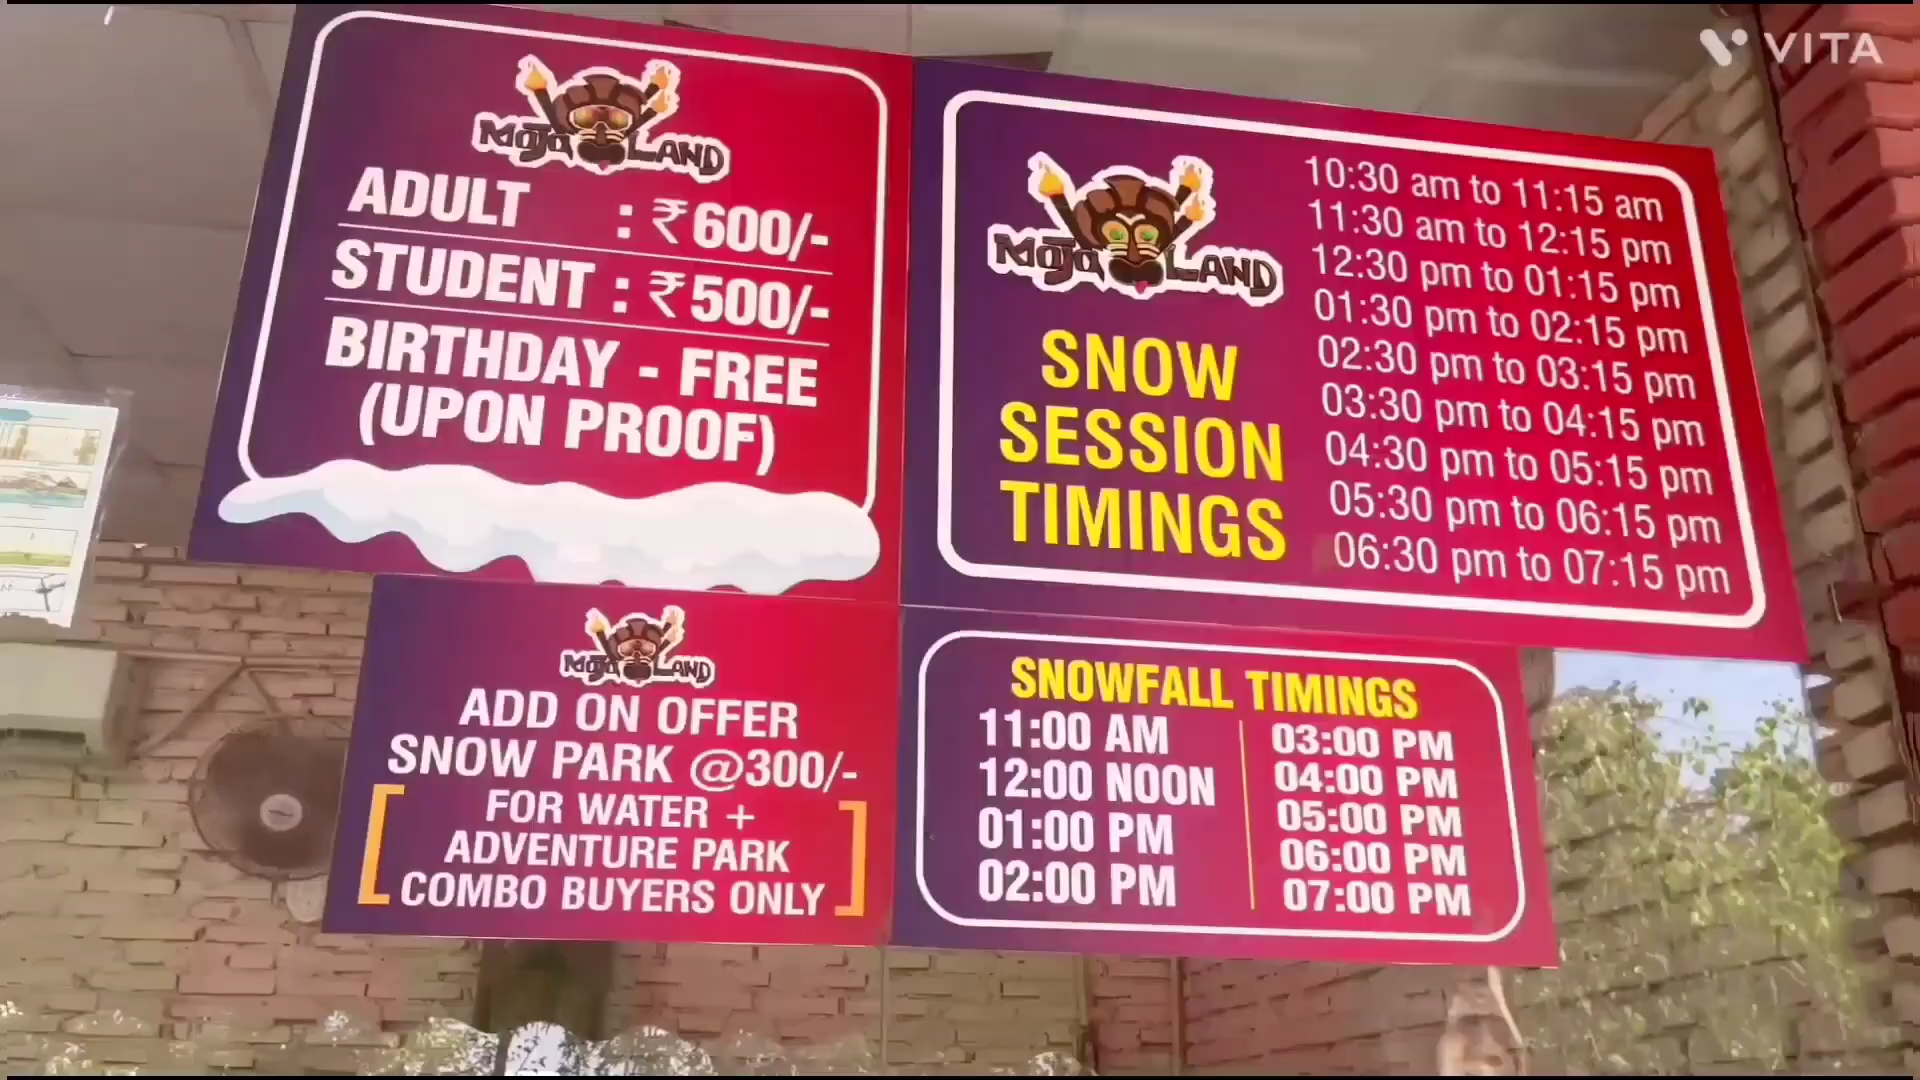 VITA
MOJO LAND
ADULT : ₹600/-
STUDENT : ₹500/-
BIRTHDAY - FREE
(UPON PROOF)
MOJO LAND
SNOW
SESSION
TIMINGS
10:30 am to 11:15 am
11:30 am to 12:15 pm
12:30 pm to 01:15 pm
01:30 pm to 02:15 pm
02:30 pm to 03:15 pm
03:30 pm to 04:15 pm
04:30 pm to 05:15 pm
05:30 pm to 06:15 pm
06:30 pm to 07:15 pm
MOJO LAND
ADD ON OFFER
SNOW PARK @300/-
[FOR WATER +
ADVENTURE PARK
COMBO BUYERS ONLY]
SNOWFALL TIMINGS
11:00 AM
12:00 NOON
01:00 PM
02:00 PM
03:00 PM
04:00 PM
05:00 PM
06:00 PM
07:00 PM